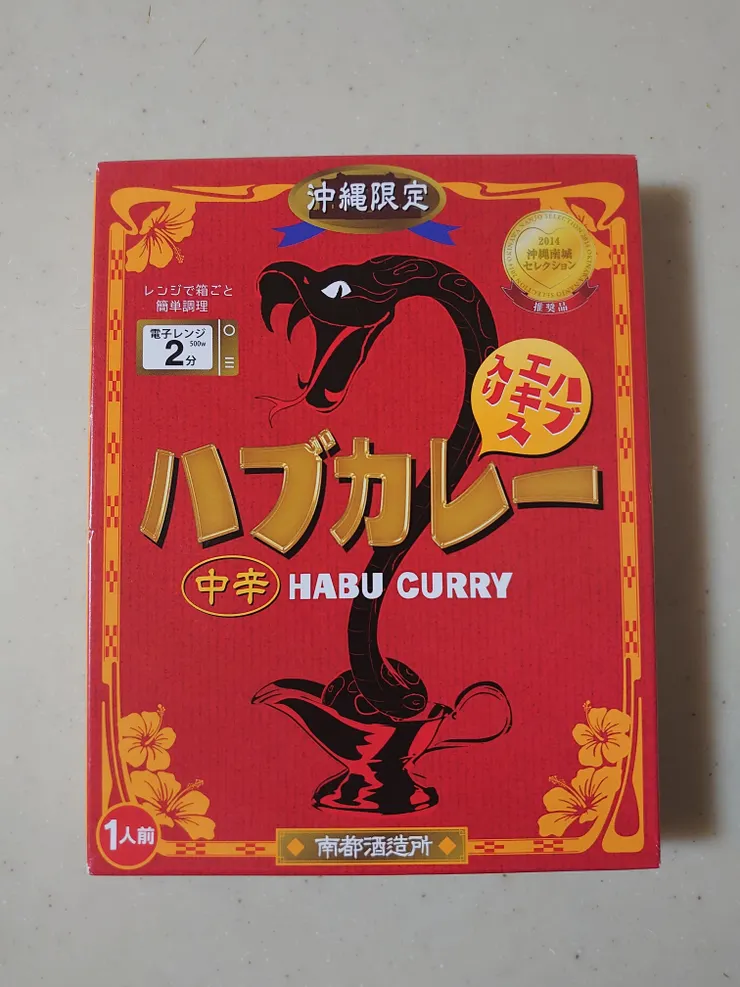 沖縄限定
2014
沖縄南城
セレクション
推奨品
レンジで箱ごと
簡単調理
電子レンジ
500w
2分
ハブ
エキス
入り
ハブカレー
中辛
HABU CURRY
1人前
南都酒造所